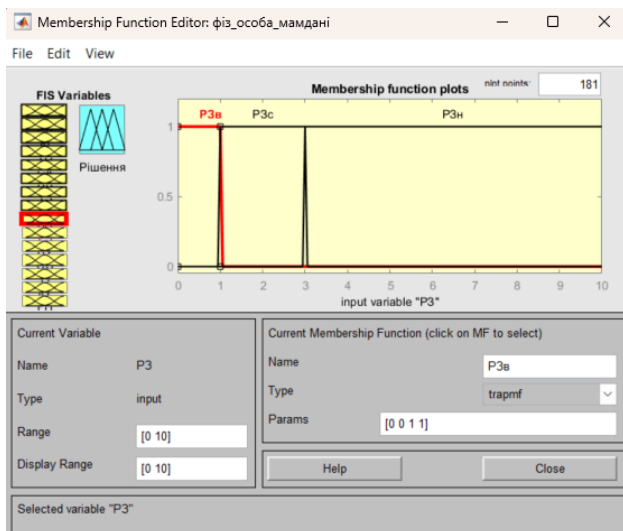 Membership Function Editor: фіз_особа_мамдані
File Edit View
FIS Variables
Рішення
Membership function plots
plot points:
181
РЗв РЗс РЗн
1
0.5
0
0 1 2 3 4 5 6 7 8 9 10
input variable "РЗ"
Current Variable
Name РЗ
Type input
Range [0 10]
Display Range [0 10]
Current Membership Function (click on MF to select)
Name РЗв
Type trapmf
Params [0 0 1 1]
Help Close
Selected variable "РЗ"